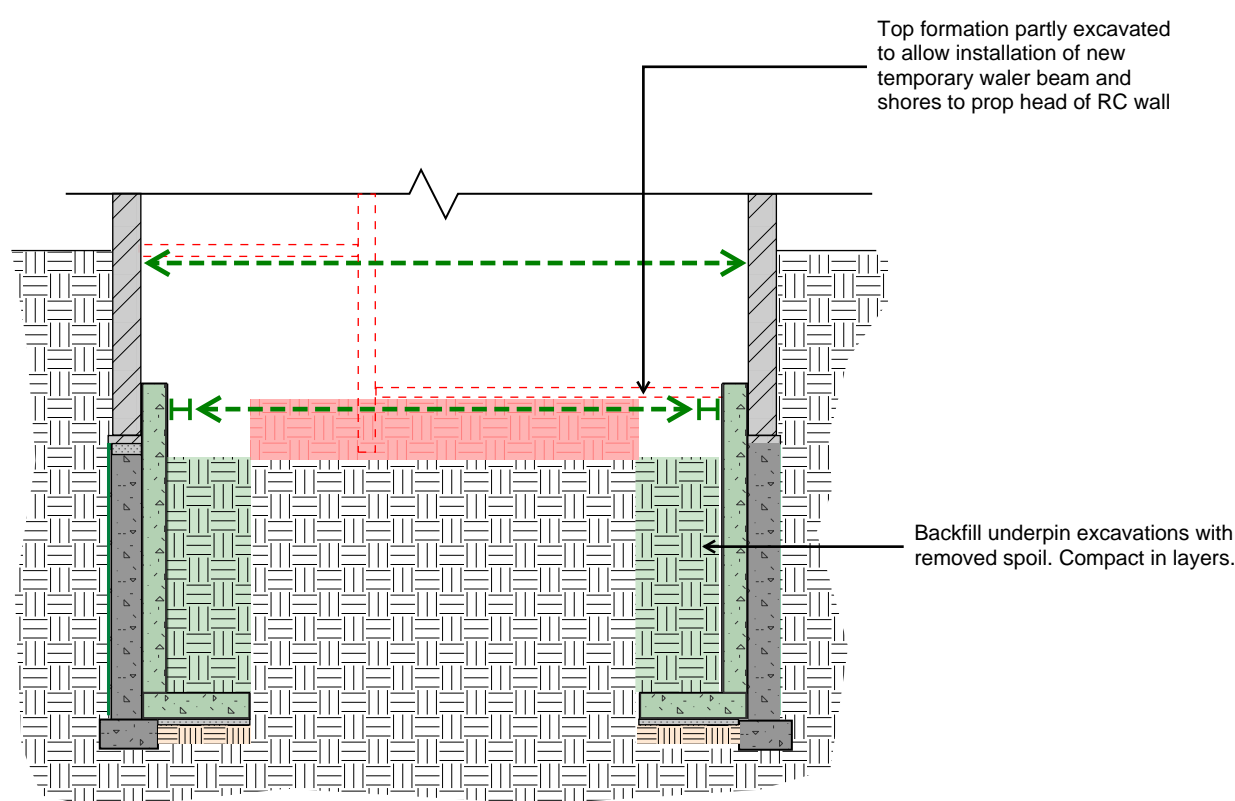 Top formation partly excavated
to allow installation of new
temporary waler beam and
shores to prop head of RC wall
Backfill underpin excavations with
removed spoil. Compact in layers.